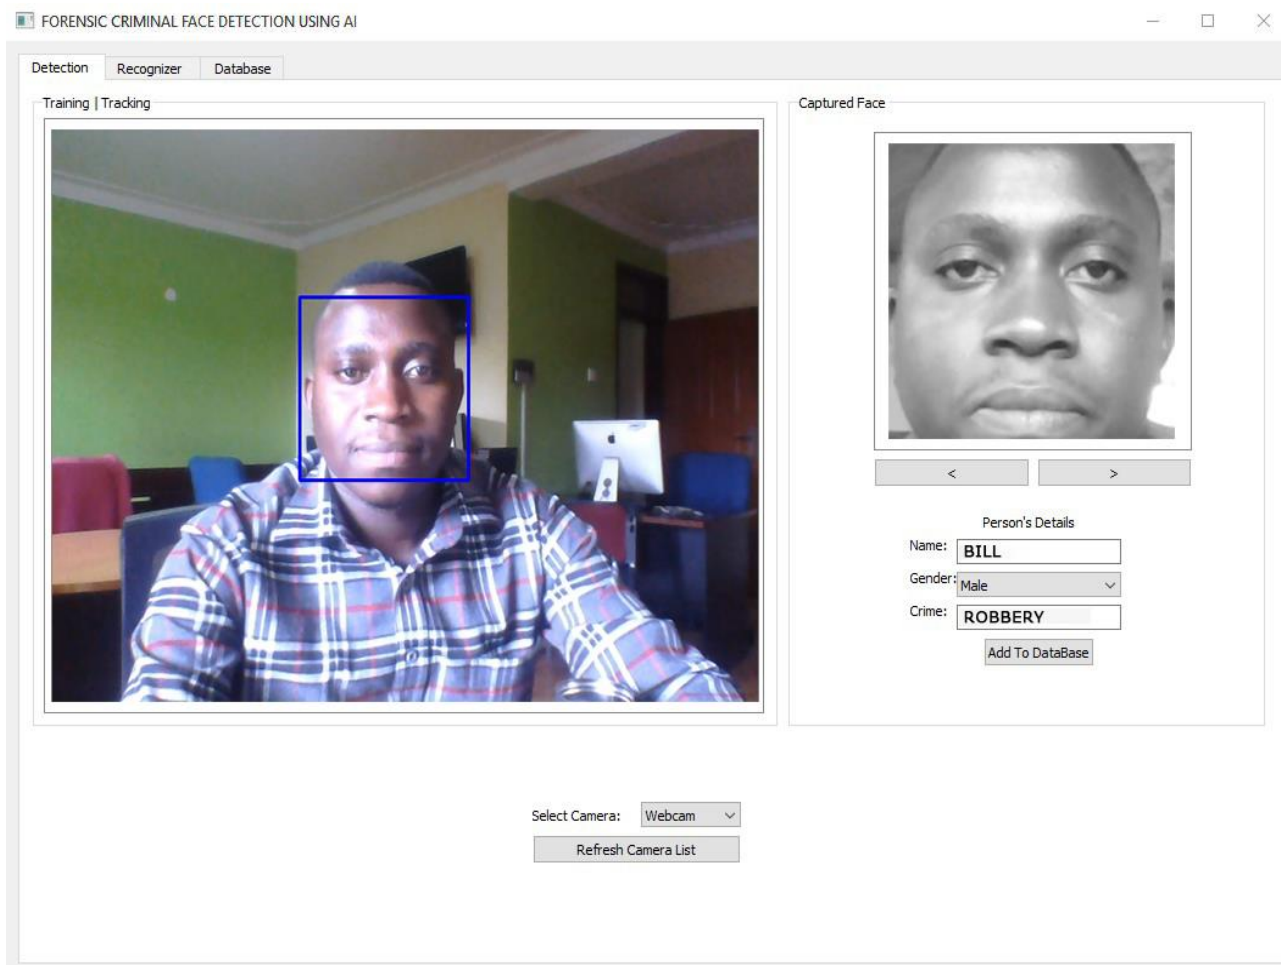 FORENSIC CRIMINAL FACE DETECTION USING AI
Detection Recognizer Database
Training | Tracking
Captured Face
< >
Person's Details
Name: BILL
Gender: Male
Crime: ROBBERY
Add To DataBase
Select Camera: Webcam
Refresh Camera List